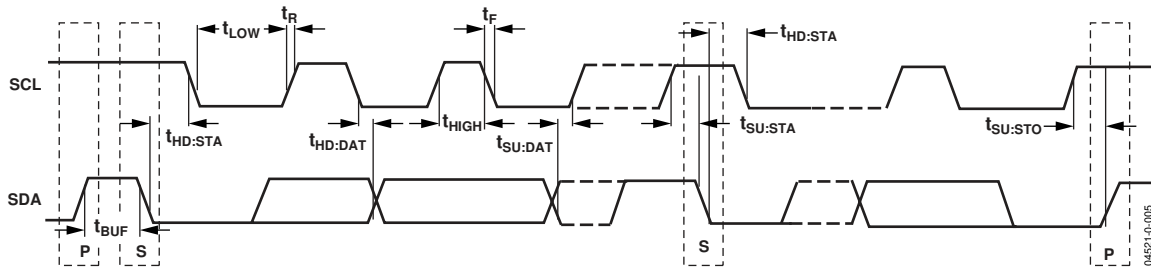 tR
tF
tLOW
tHD:STA
SCL
tHD:STA
tHD:DAT
tHIGH
tSU:DAT
tSU:STA
tSU:STO
SDA
tBUF
P
S
S
P
04521-0-005